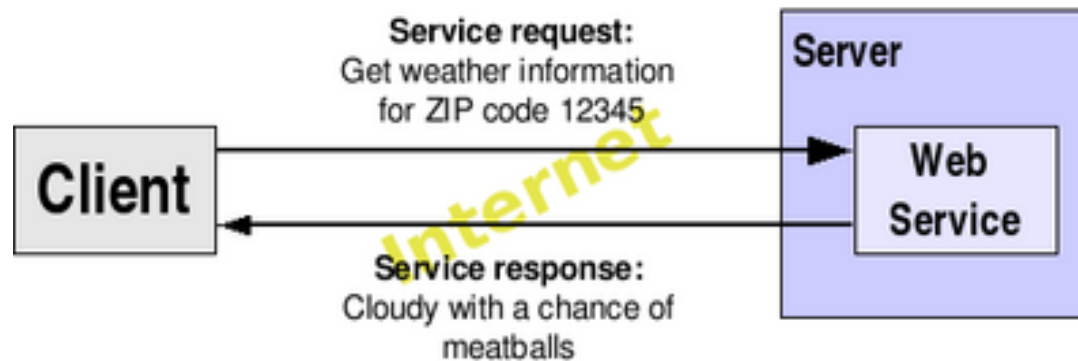 Service request:
Get weather information
for ZIP code 12345
Server
Client
Internet
Web
Service
Service response:
Cloudy with a chance of
meatballs